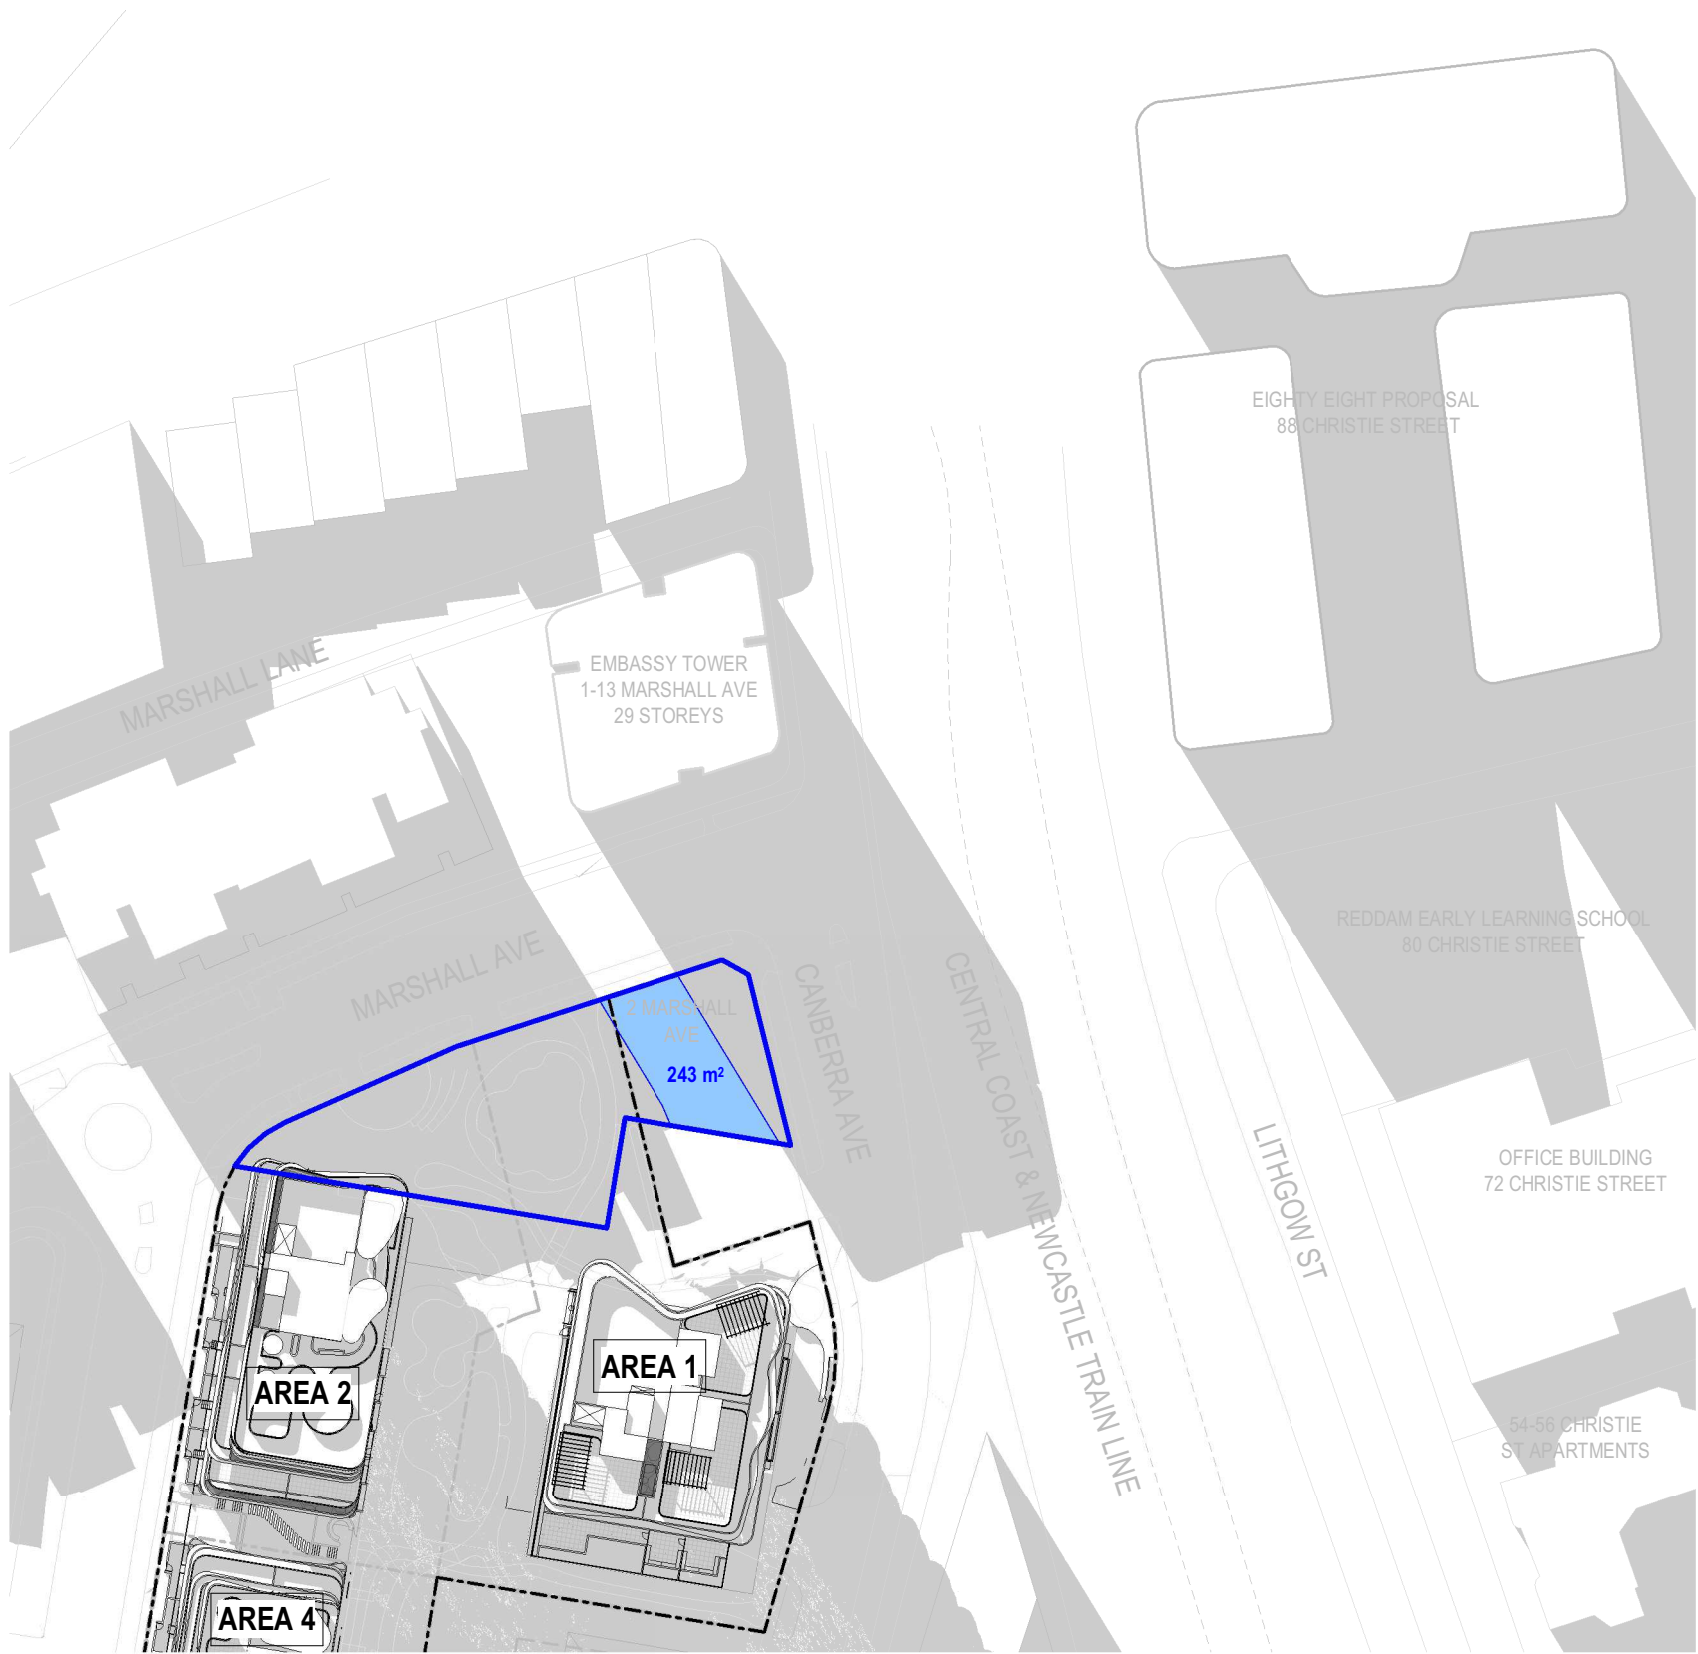 EIGHTY EIGHT PROPOSAL
88 CHRISTIE STREET
MARSHALL LANE
EMBASSY TOWER
1-13 MARSHALL AVE
29 STOREYS
REDDAM EARLY LEARNING SCHOOL
80 CHRISTIE STREET
MARSHALL AVE
2 MARSHALL
AVE
243 m²
CANBERRA AVE
CENTRAL COAST & NEWCASTLE TRAIN LINE
LITHGOW ST
OFFICE BUILDING
72 CHRISTIE STREET
AREA 1
AREA 2
54-56 CHRISTIE
ST APARTMENTS
AREA 4